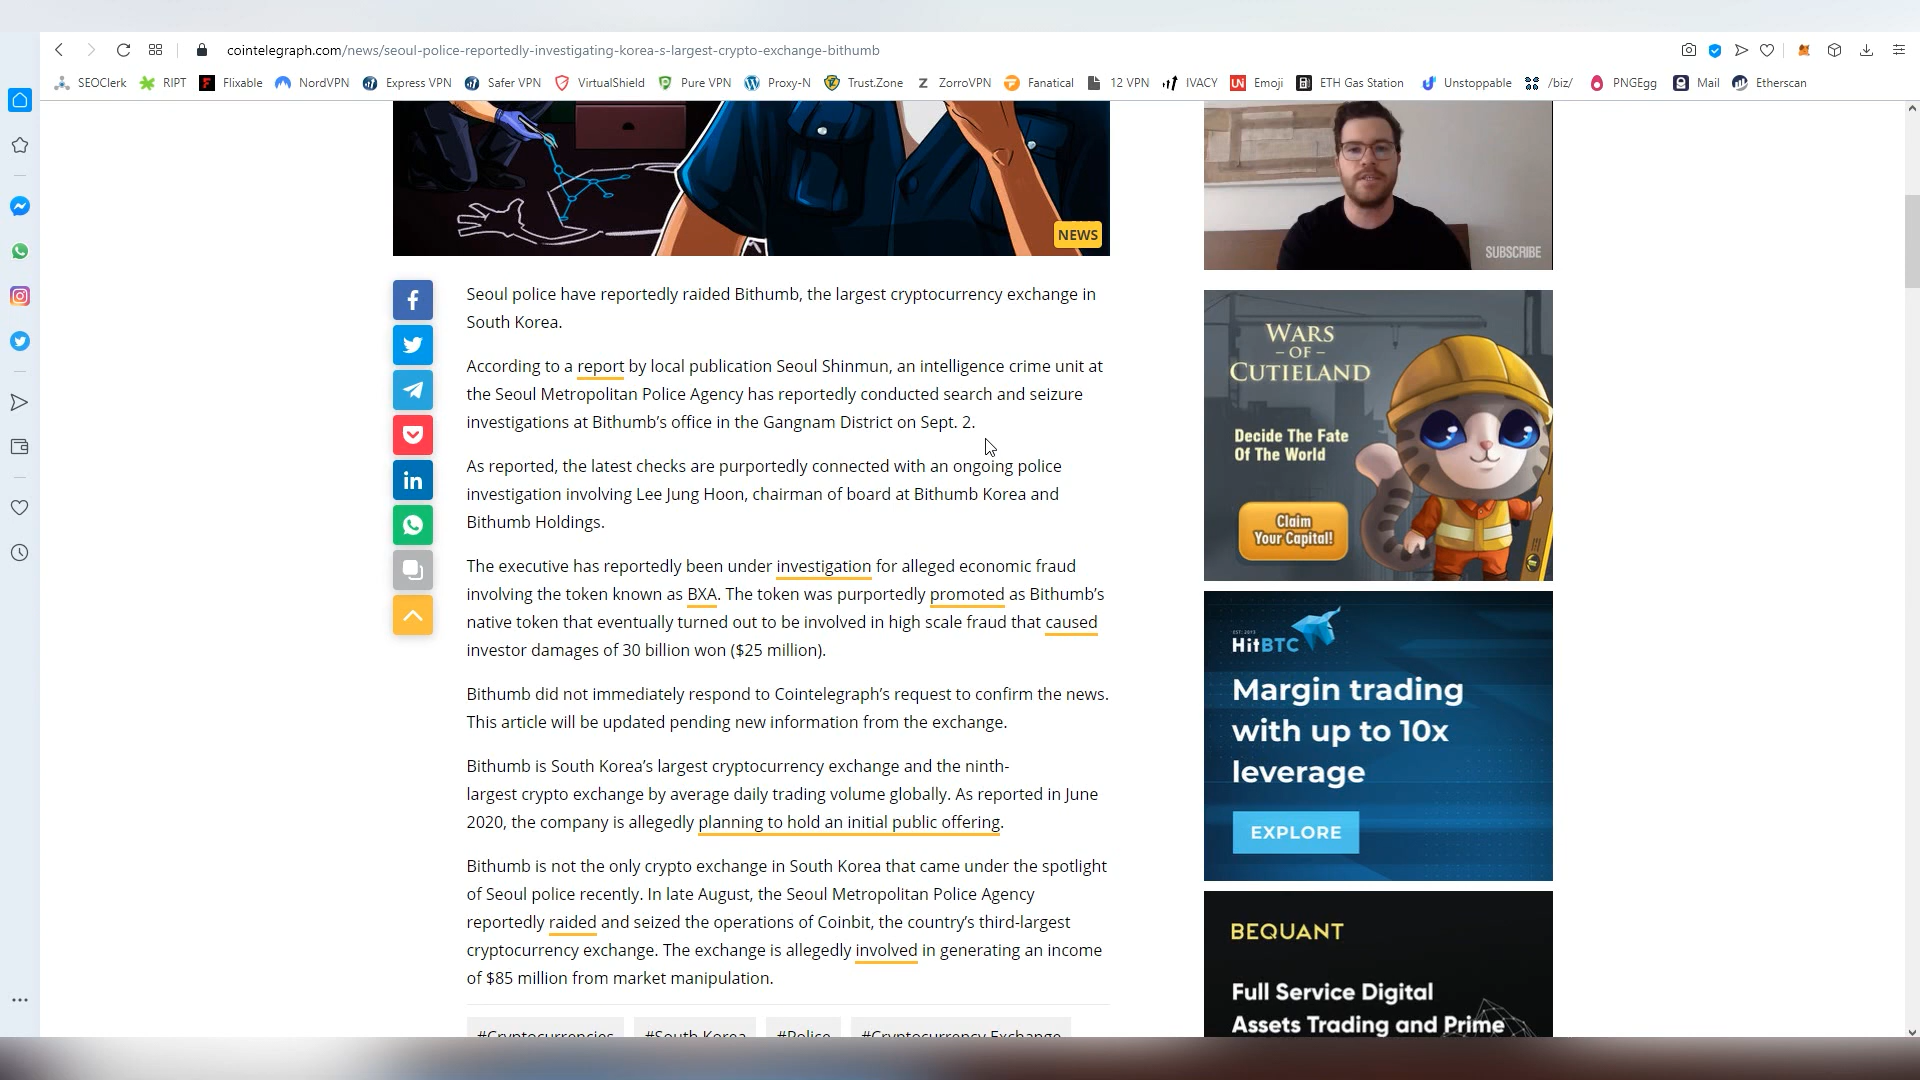 cointelegraph.com/news/seoul-police-reportedly-investigating-korea-s-largest-crypto-exchange-bithumb
SEOClerk RIPT Flixable NordVPN Express VPN Safer VPN VirtualShield Pure VPN Proxy-N Trust.Zone ZorroVPN Fanatical 12 VPN IVACY Emoji ETH Gas Station Unstoppable /biz/ PNGEgg Mail Etherscan
NEWS
Seoul police have reportedly raided Bithumb, the largest cryptocurrency exchange in
South Korea.
According to a report by local publication Seoul Shinmun, an intelligence crime unit at
the Seoul Metropolitan Police Agency has reportedly conducted search and seizure
investigations at Bithumb’s office in the Gangnam District on Sept. 2.
As reported, the latest checks are purportedly connected with an ongoing police
investigation involving Lee Jung Hoon, chairman of board at Bithumb Korea and
Bithumb Holdings.
The executive has reportedly been under investigation for alleged economic fraud
involving the token known as BXA. The token was purportedly promoted as Bithumb’s
native token that eventually turned out to be involved in high scale fraud that caused
investor damages of 30 billion won ($25 million).
Bithumb did not immediately respond to Cointelegraph’s request to confirm the news.
This article will be updated pending new information from the exchange.
Bithumb is South Korea’s largest cryptocurrency exchange and the ninth-
largest crypto exchange by average daily trading volume globally. As reported in June
2020, the company is allegedly planning to hold an initial public offering.
Bithumb is not the only crypto exchange in South Korea that came under the spotlight
of Seoul police recently. In late August, the Seoul Metropolitan Police Agency
reportedly raided and seized the operations of Coinbit, the country’s third-largest
cryptocurrency exchange. The exchange is allegedly involved in generating an income
of $85 million from market manipulation.
#Cryptocurrencies #South Korea #Police #Cryptocurrency Exchange
SUBSCRIBE
WARS
– OF –
CUTIELAND
Decide The Fate
Of The World
Claim
Your Capital!
EST. 2013
HitBTC
Margin trading
with up to 10x
leverage
EXPLORE
BEQUANT
Full Service Digital
Assets Trading and Prime